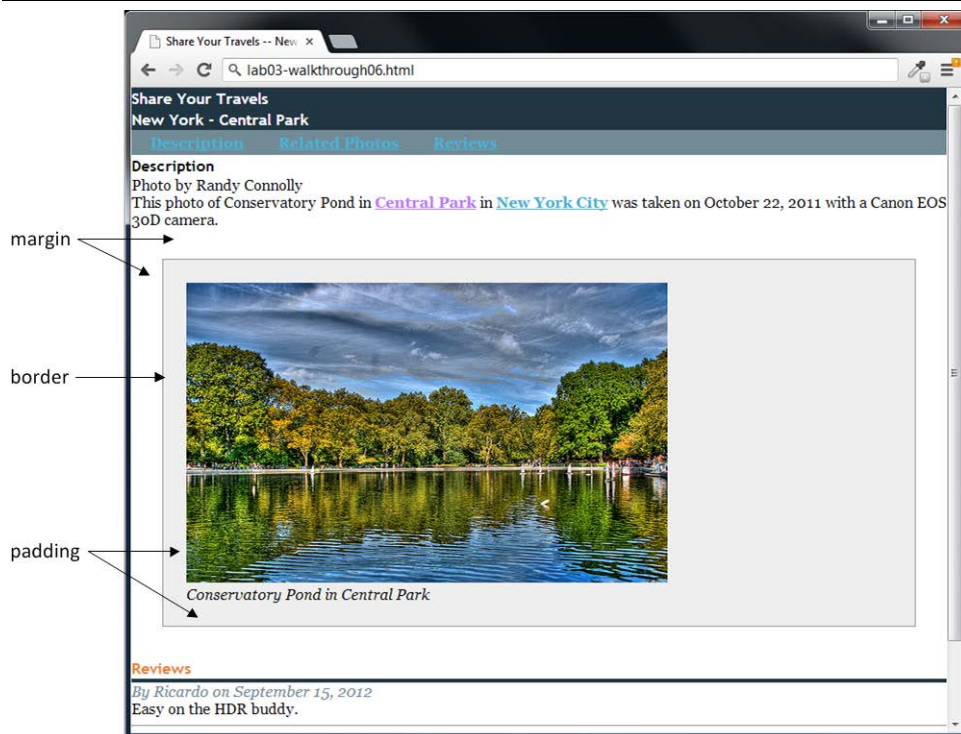 Share Your Travels -- New
lab03-walkthrough06.html
Share Your Travels
New York - Central Park
Description Related Photos Reviews
Description
Photo by Randy Connolly
This photo of Conservatory Pond in Central Park in New York City was taken on October 22, 2011 with a Canon EOS
30D camera.
margin
border
padding
Conservatory Pond in Central Park
Reviews
By Ricardo on September 15, 2012
Easy on the HDR buddy.